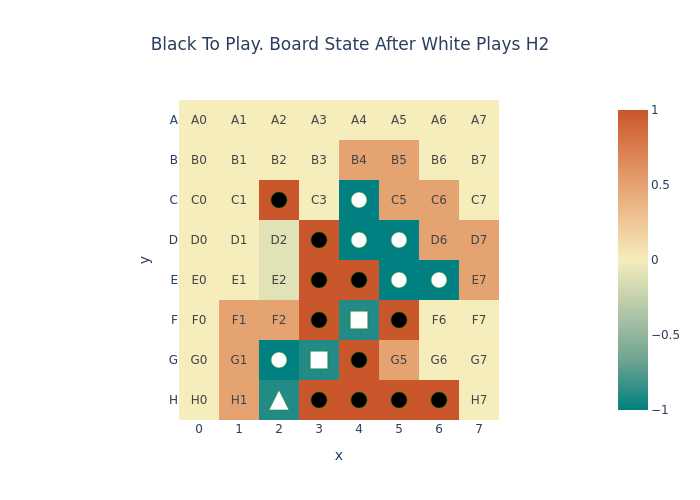 Black To Play. Board State After White Plays H2
A A0 A1 A2 A3 A4 A5 A6 A7 1
B B0 B1 B2 B3 B4 B5 B6 B7
C C0 C1 C3 C5 C6 C7 0.5
D D0 D1 D2 D6 D7
y
E E0 E1 E2 E7 0
F F0 F1 F2 F6 F7 −0.5
G G0 G1 G5 G6 G7
H H0 H1 H7 −1
0 1 2 3 4 5 6 7
x